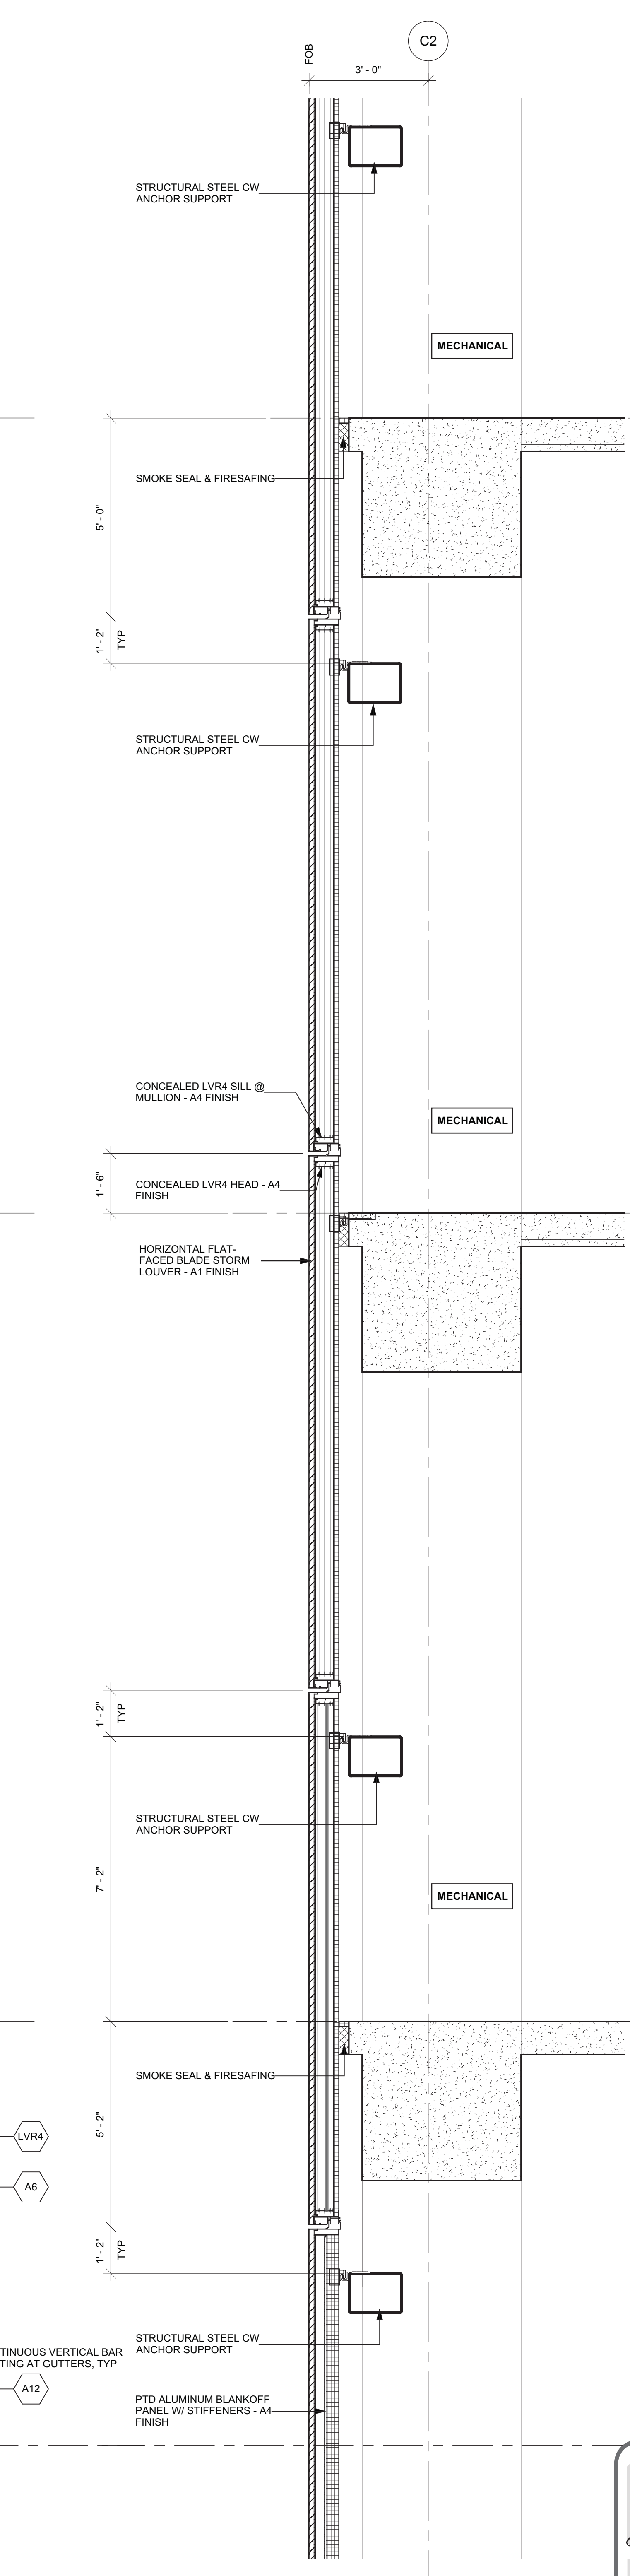 FOB
C2
3' - 0"
STRUCTURAL STEEL CW
ANCHOR SUPPORT
MECHANICAL
SMOKE SEAL & FIRESAFING
5' - 0"
1' - 2"
TYP
STRUCTURAL STEEL CW
ANCHOR SUPPORT
CONCEALED LVR4 SILL @
MULLION - A4 FINISH
MECHANICAL
1' - 6"
CONCEALED LVR4 HEAD - A4
FINISH
HORIZONTAL FLAT-
FACED BLADE STORM
LOUVER - A1 FINISH
1' - 2"
TYP
STRUCTURAL STEEL CW
ANCHOR SUPPORT
7' - 2"
MECHANICAL
SMOKE SEAL & FIRESAFING
5' - 2"
LVR4
A6
1' - 2"
TYP
STRUCTURAL STEEL CW
ANCHOR SUPPORT
TINUOUS VERTICAL BAR
TING AT GUTTERS, TYP
A12
PTD ALUMINUM BLANKOFF
PANEL W/ STIFFENERS - A4
FINISH